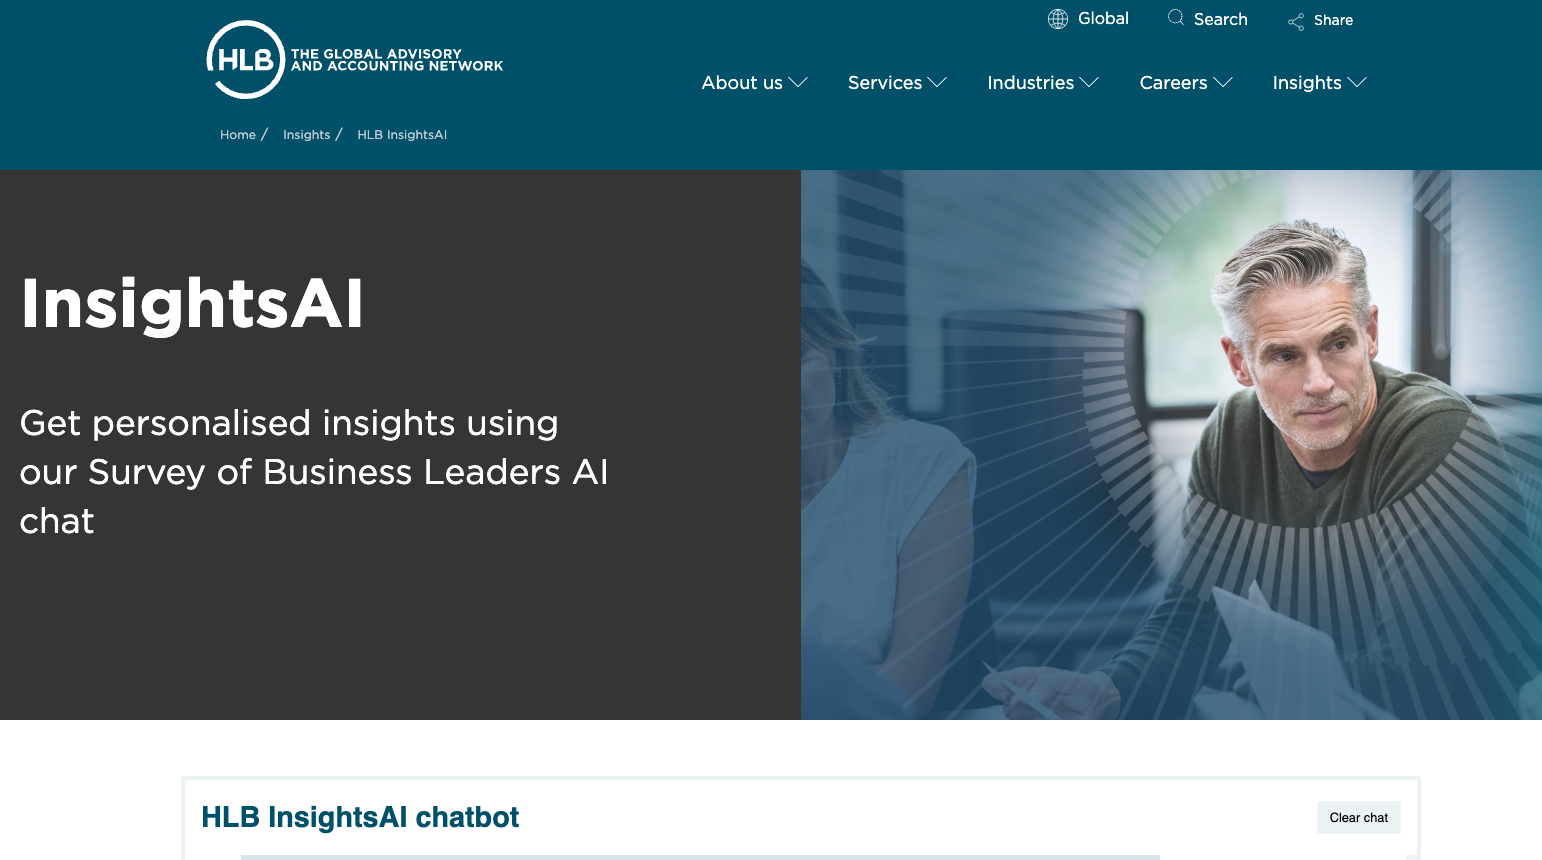 Global
Search
Share
HLB
THE GLOBAL ADVISORY
AND ACCOUNTING NETWORK
About us
Services
Industries
Careers
Insights
Home /
Insights /
HLB InsightsAI
InsightsAI
Get personalised insights using
our Survey of Business Leaders AI
chat
HLB InsightsAI chatbot
Clear chat